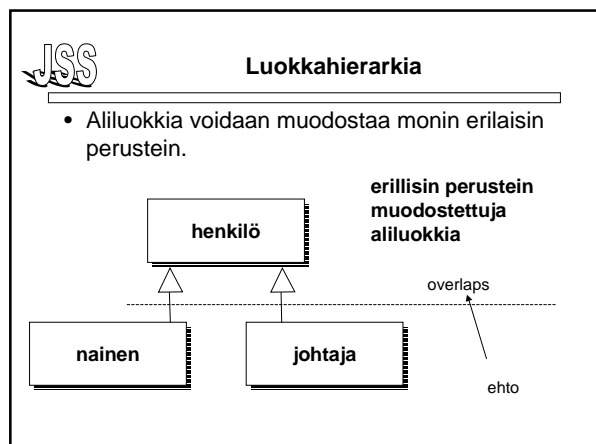 JSS
Luokkahierarkia
• Aliluokkia voidaan muodostaa monin erilaisin
perustein.
erillisin perustein
muodostettuja
aliluokkia
henkilö
overlaps
nainen
johtaja
ehto